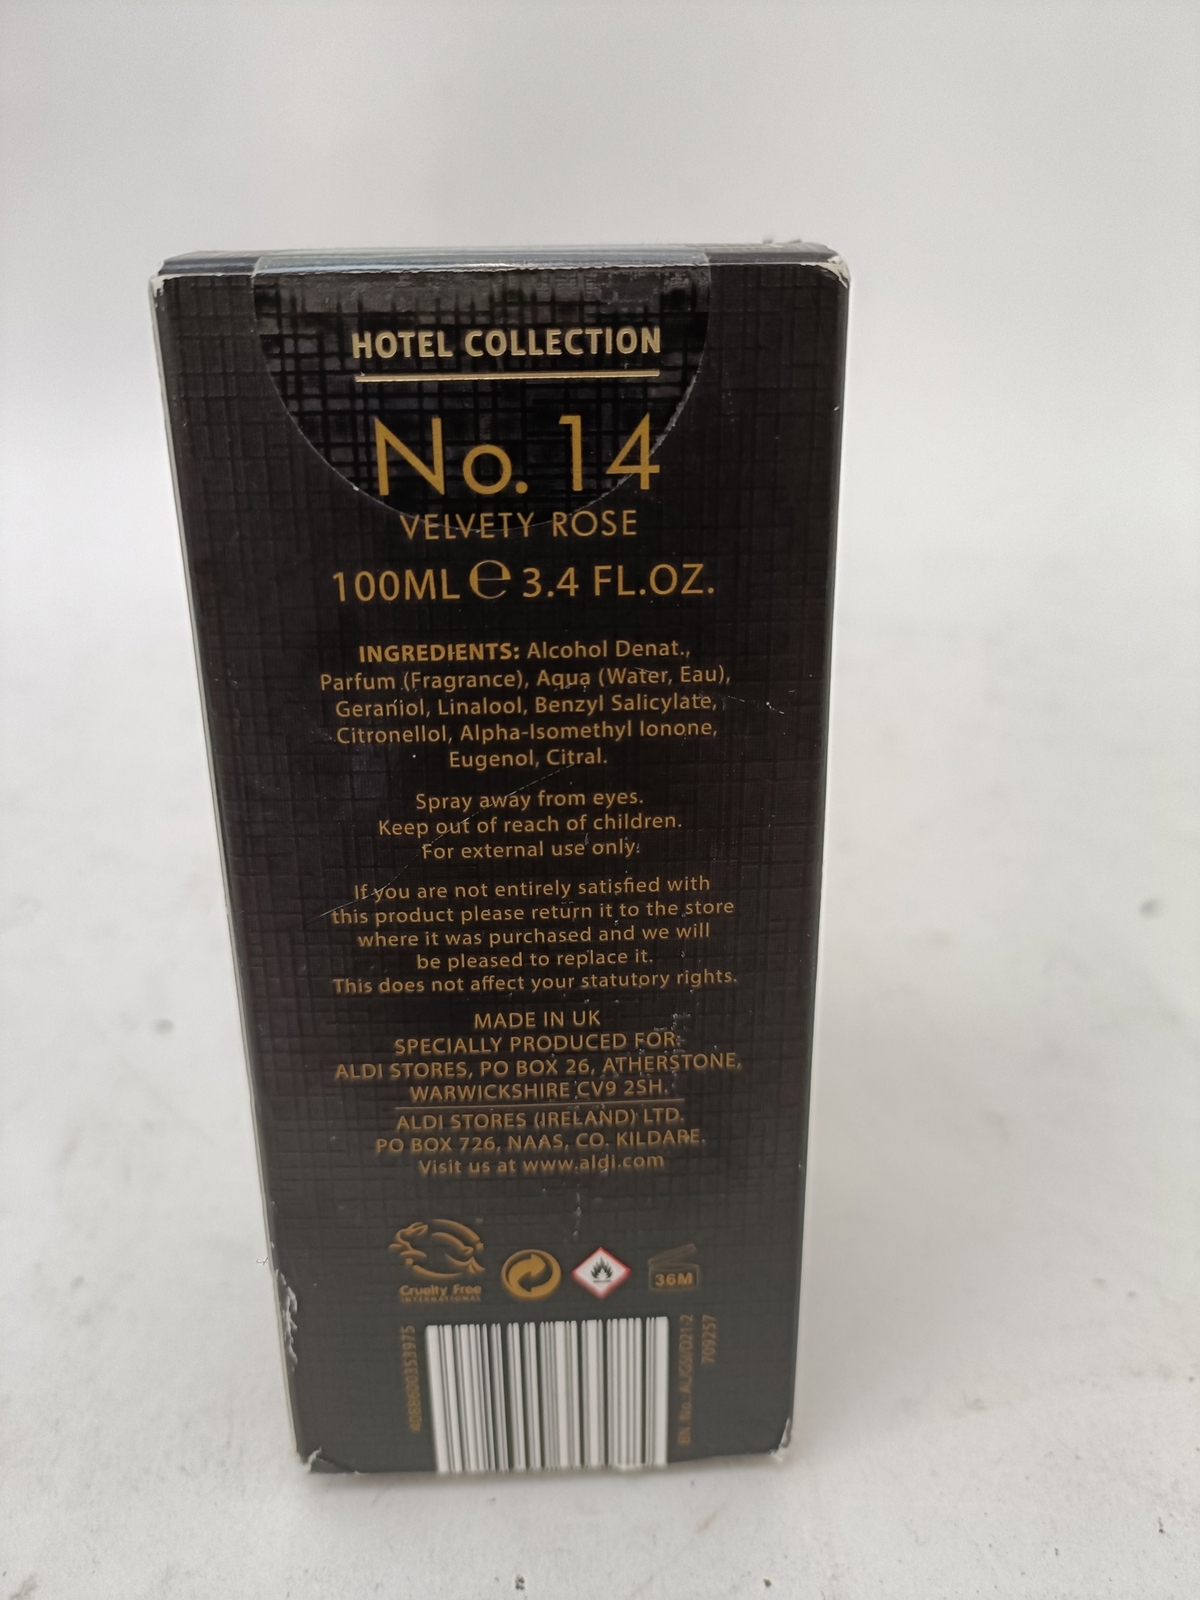 HOTEL COLLECTION
No. 14
VELVETY ROSE
100ML ℮ 3.4 FL.OZ.
INGREDIENTS: Alcohol Denat.,
Parfum (Fragrance), Aqua (Water, Eau),
Geraniol, Linalool, Benzyl Salicylate,
Citronellol, Alpha-Isomethyl Ionone,
Eugenol, Citral.
Spray away from eyes.
Keep out of reach of children.
For external use only.
If you are not entirely satisfied with
this product please return it to the store
where it was purchased and we will
be pleased to replace it.
This does not affect your statutory rights.
MADE IN UK
SPECIALLY PRODUCED FOR:
ALDI STORES, PO BOX 26, ATHERSTONE,
WARWICKSHIRE CV9 2SH.
ALDI STORES (IRELAND) LTD.
PO BOX 726, NAAS, CO. KILDARE.
Visit us at www.aldi.com
Cruelty Free
INTERNATIONAL
36M
4088600353975
709257